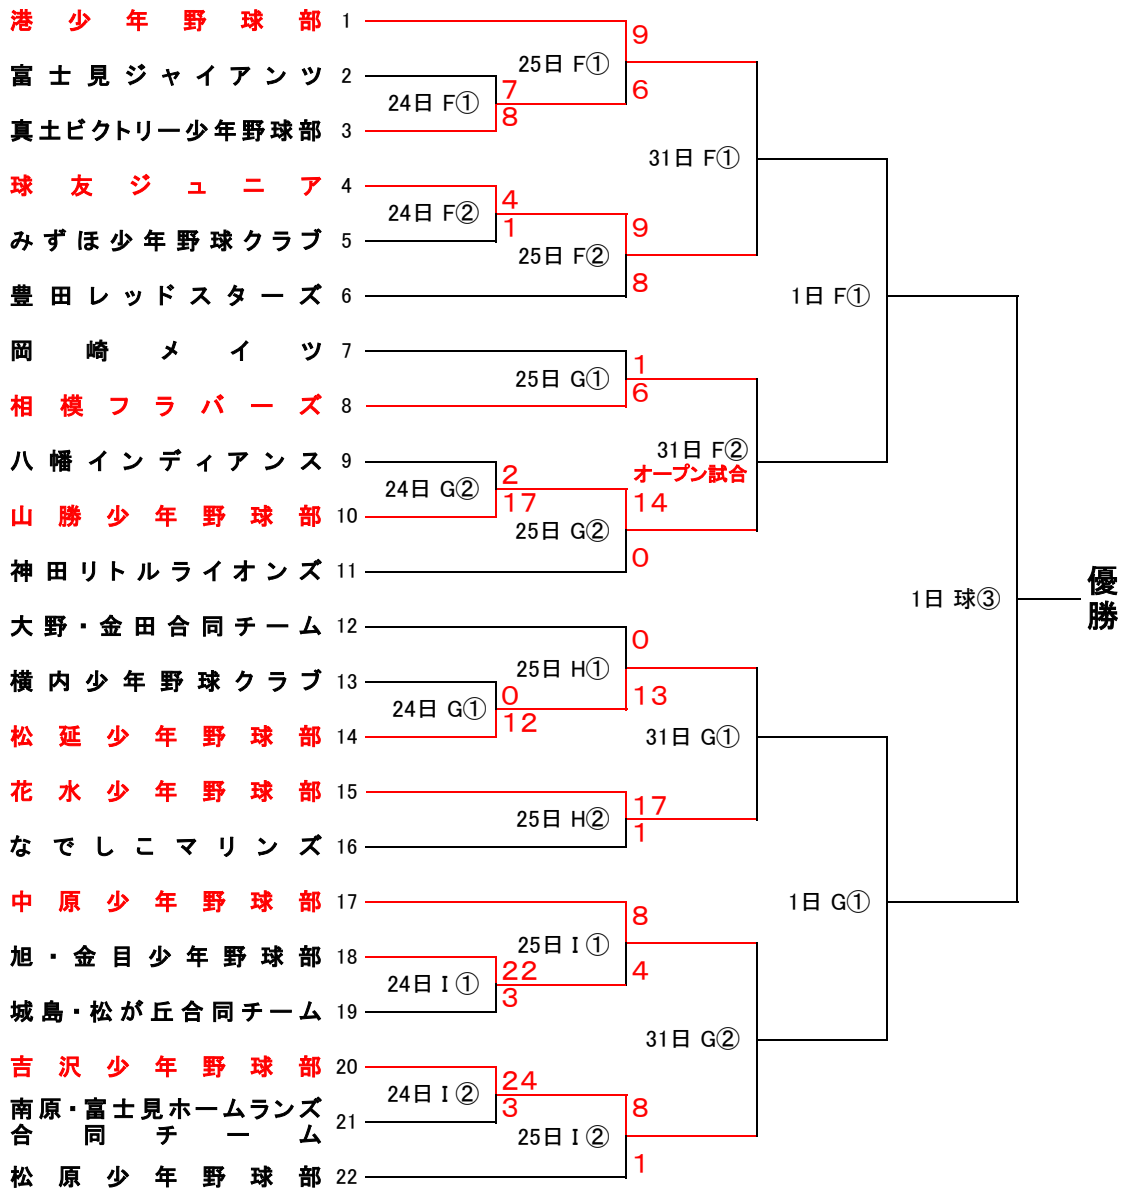 港少年野球部 1
富士見ジャイアンツ 2
真土ビクトリー少年野球部 3
球友ジュニア 4
みずほ少年野球クラブ 5
豊田レッドスターズ 6
岡崎メイツ 7
相模フラバーズ 8
八幡インディアンス 9
山勝少年野球部 10
神田リトルライオンズ 11
大野・金田合同チーム 12
横内少年野球クラブ 13
松延少年野球部 14
花水少年野球部 15
なでしこマリンズ 16
中原少年野球部 17
旭・金目少年野球部 18
城島・松が丘合同チーム 19
吉沢少年野球部 20
南原・富士見ホームランズ
合同チーム 21
松原少年野球部 22
24日 F①
7
8
24日 F②
4
1
24日 G②
2
17
24日 G①
0
12
24日 I ①
22
3
24日 I ②
24
3
25日 F①
9
6
25日 F②
9
8
25日 G①
1
6
25日 G②
14
0
25日 H①
0
13
25日 H②
17
1
25日 I ①
8
4
25日 I ②
8
1
31日 F①
31日 F②
オープン試合
31日 G①
31日 G②
1日 F①
1日 G①
1日 球③
優勝